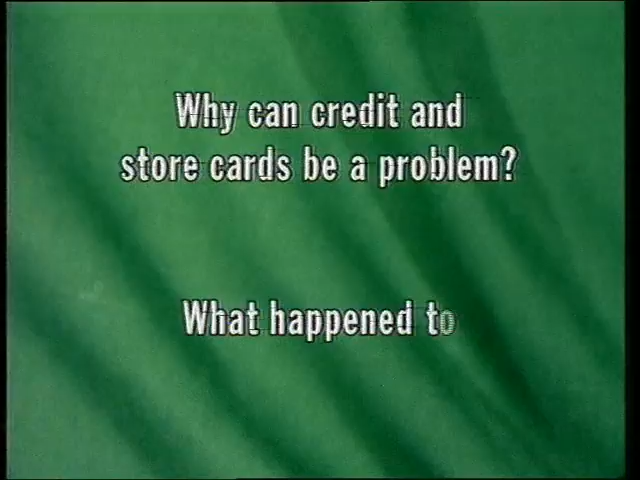 Why can credit and
store cards be a problem?
What happened to